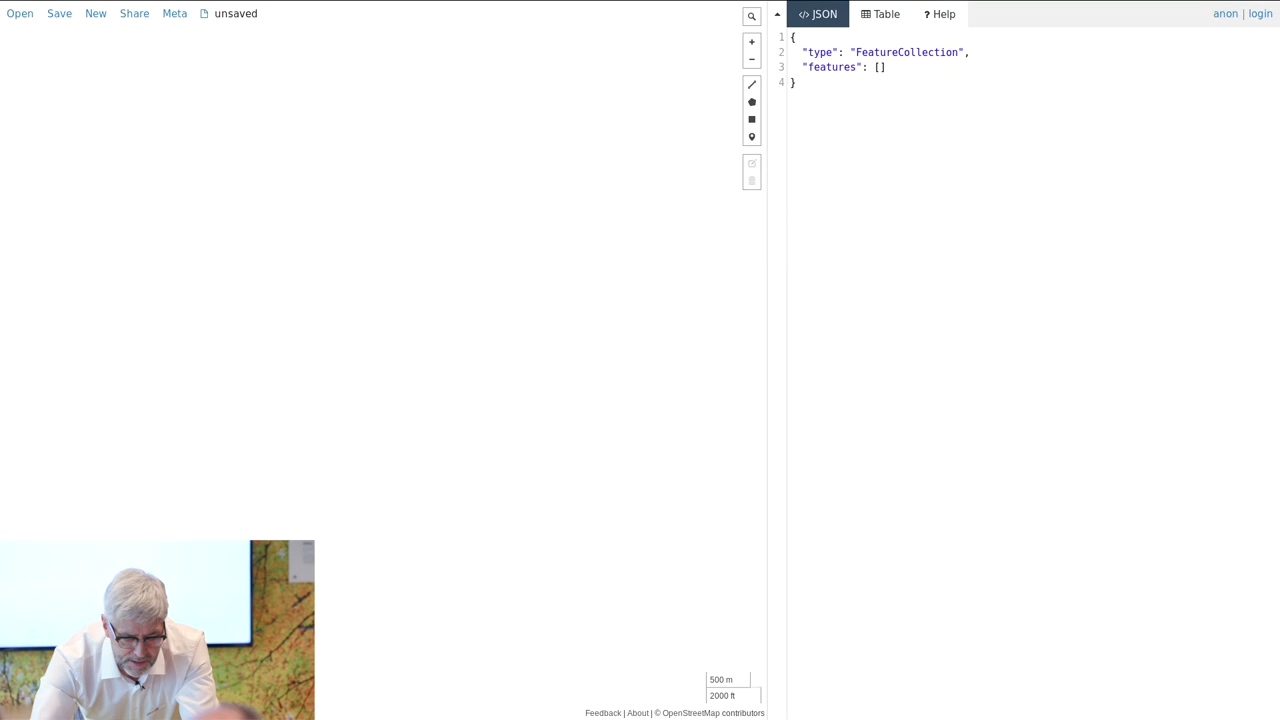 Open Save New Share Meta unsaved
JSON Table ? Help anon | login
1 {
2 "type": "FeatureCollection",
3 "features": []
4 }
500 m
2000 ft
Feedback | About | © OpenStreetMap contributors